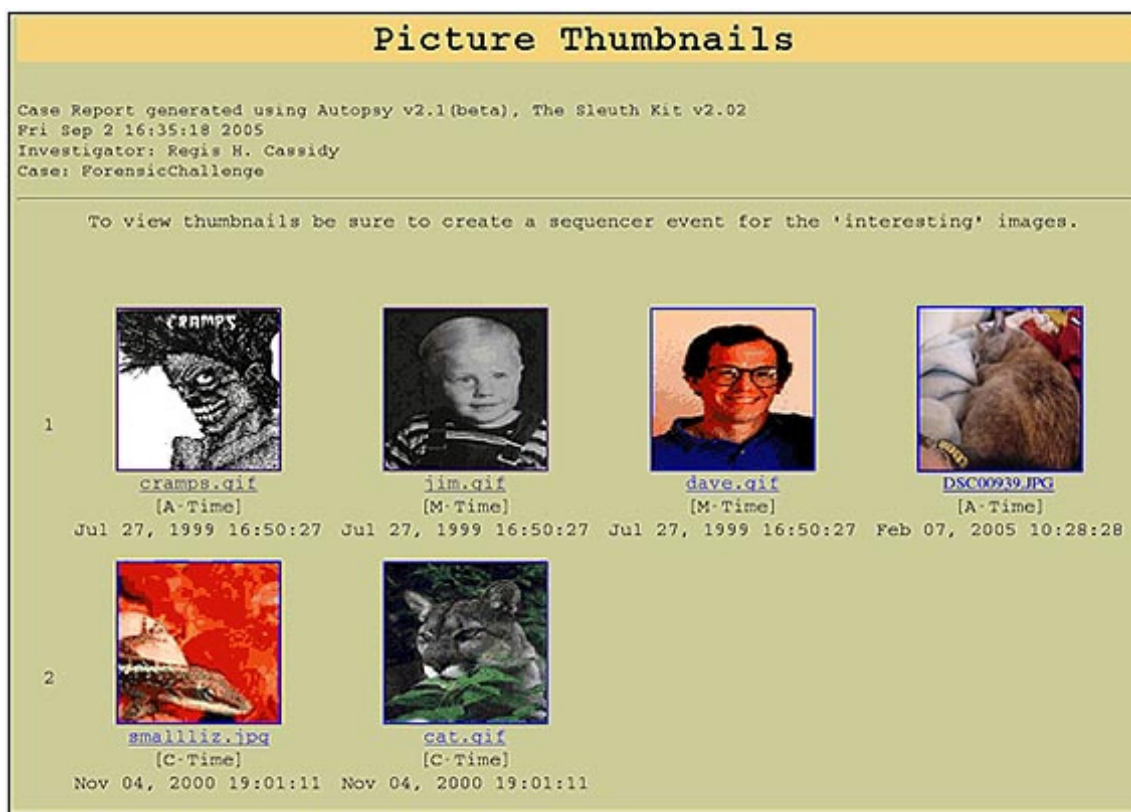 Picture Thumbnails
Case Report generated using Autopsy v2.1(beta), The Sleuth Kit v2.02
Fri Sep 2 16:35:18 2005
Investigator: Regis H. Cassidy
Case: ForensicChallenge
To view thumbnails be sure to create a sequencer event for the 'interesting' images.
CRAMPS
1
cramps.gif jim.gif dave.gif DSC00939.JPG
[A-Time] [M-Time] [M-Time] [A-Time]
Jul 27, 1999 16:50:27 Jul 27, 1999 16:50:27 Jul 27, 1999 16:50:27 Feb 07, 2005 10:28:28
2
smallliz.jpg cat.gif
[C-Time] [C-Time]
Nov 04, 2000 19:01:11 Nov 04, 2000 19:01:11